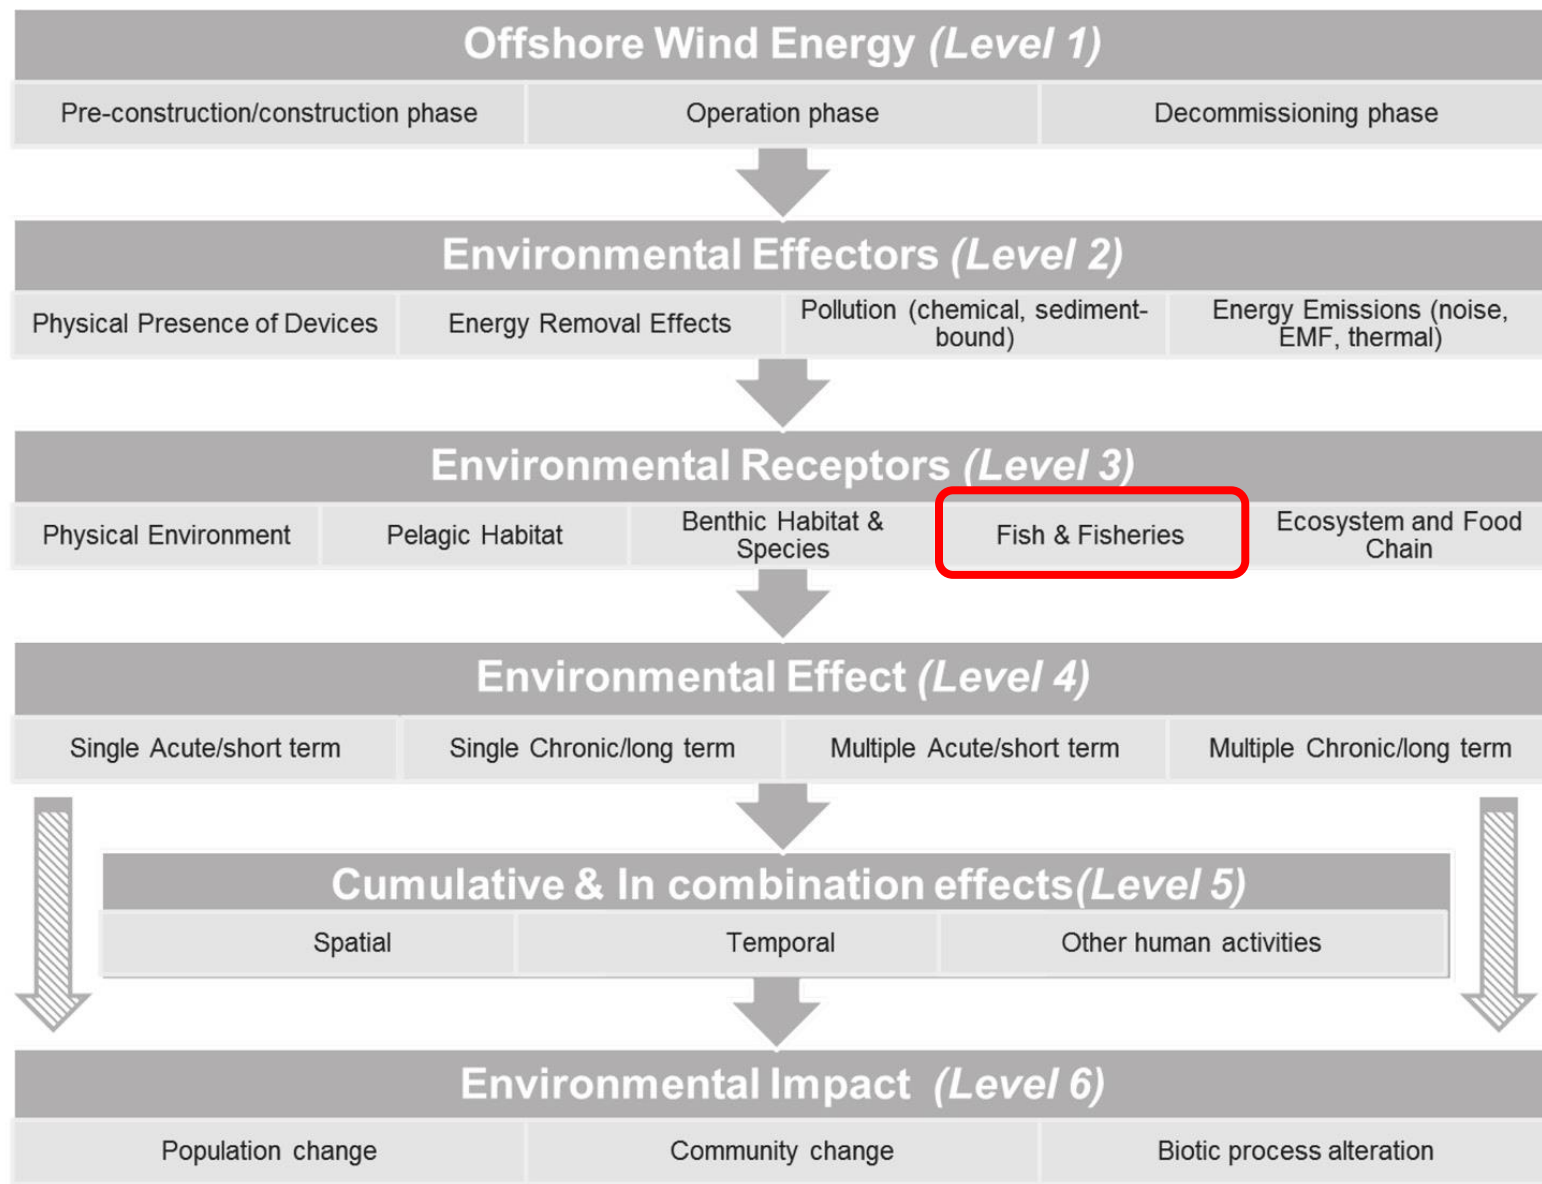 Offshore Wind Energy (Level 1)
Pre-construction/construction phase
Operation phase
Decommissioning phase
Environmental Effectors (Level 2)
Physical Presence of Devices
Energy Removal Effects
Pollution (chemical, sediment-
bound)
Energy Emissions (noise,
EMF, thermal)
Environmental Receptors (Level 3)
Physical Environment
Pelagic Habitat
Benthic Habitat &
Species
Fish & Fisheries
Ecosystem and Food
Chain
Environmental Effect (Level 4)
Single Acute/short term
Single Chronic/long term
Multiple Acute/short term
Multiple Chronic/long term
Cumulative & In combination effects(Level 5)
Spatial
Temporal
Other human activities
Environmental Impact (Level 6)
Population change
Community change
Biotic process alteration